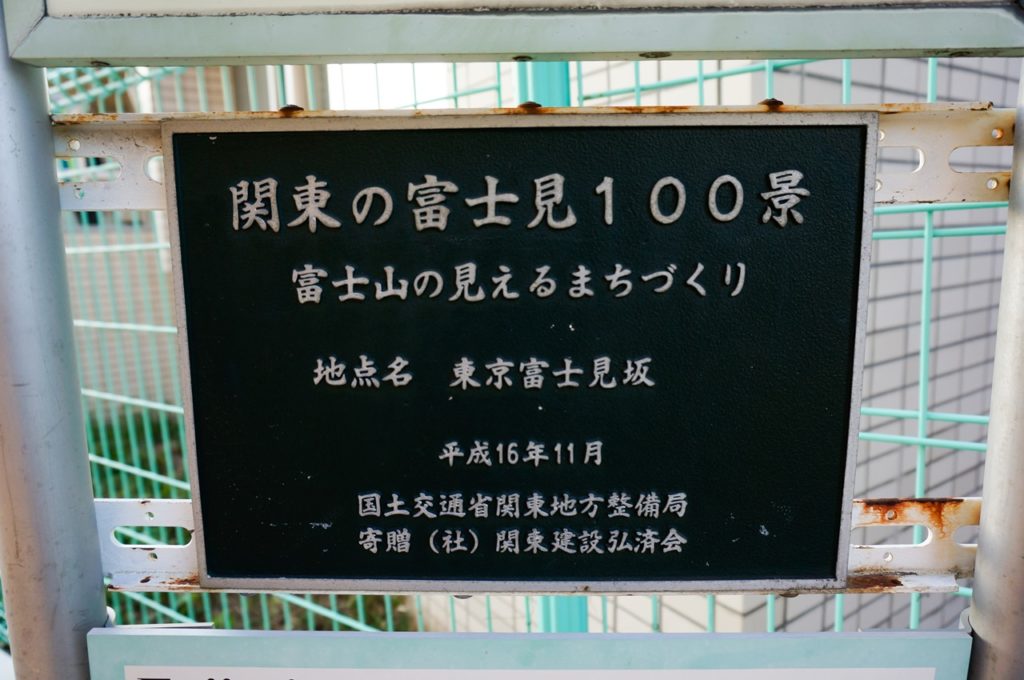 関東の富士見１００景
富士山の見えるまちづくり
地点名　東京富士見坂
平成16年11月
国土交通省関東地方整備局
寄贈（社）関東建設弘済会